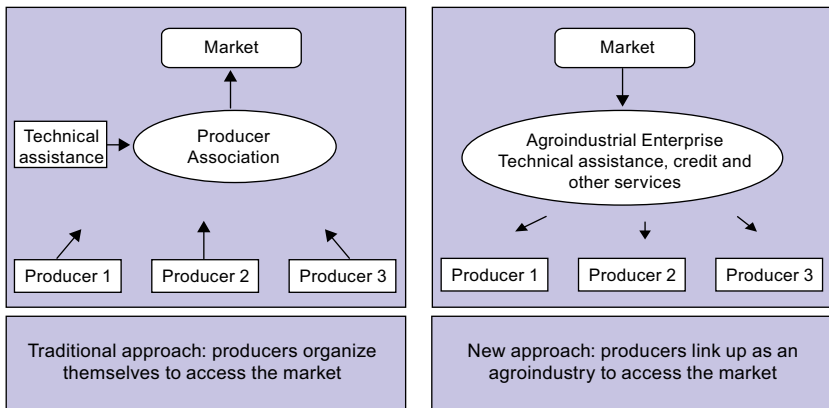 Market
Technical
assistance
Producer
Association
Producer 1
Producer 2
Producer 3
Traditional approach: producers organize
themselves to access the market
Market
Agroindustrial Enterprise
Technical assistance, credit and
other services
Producer 1
Producer 2
Producer 3
New approach: producers link up as an
agroindustry to access the market